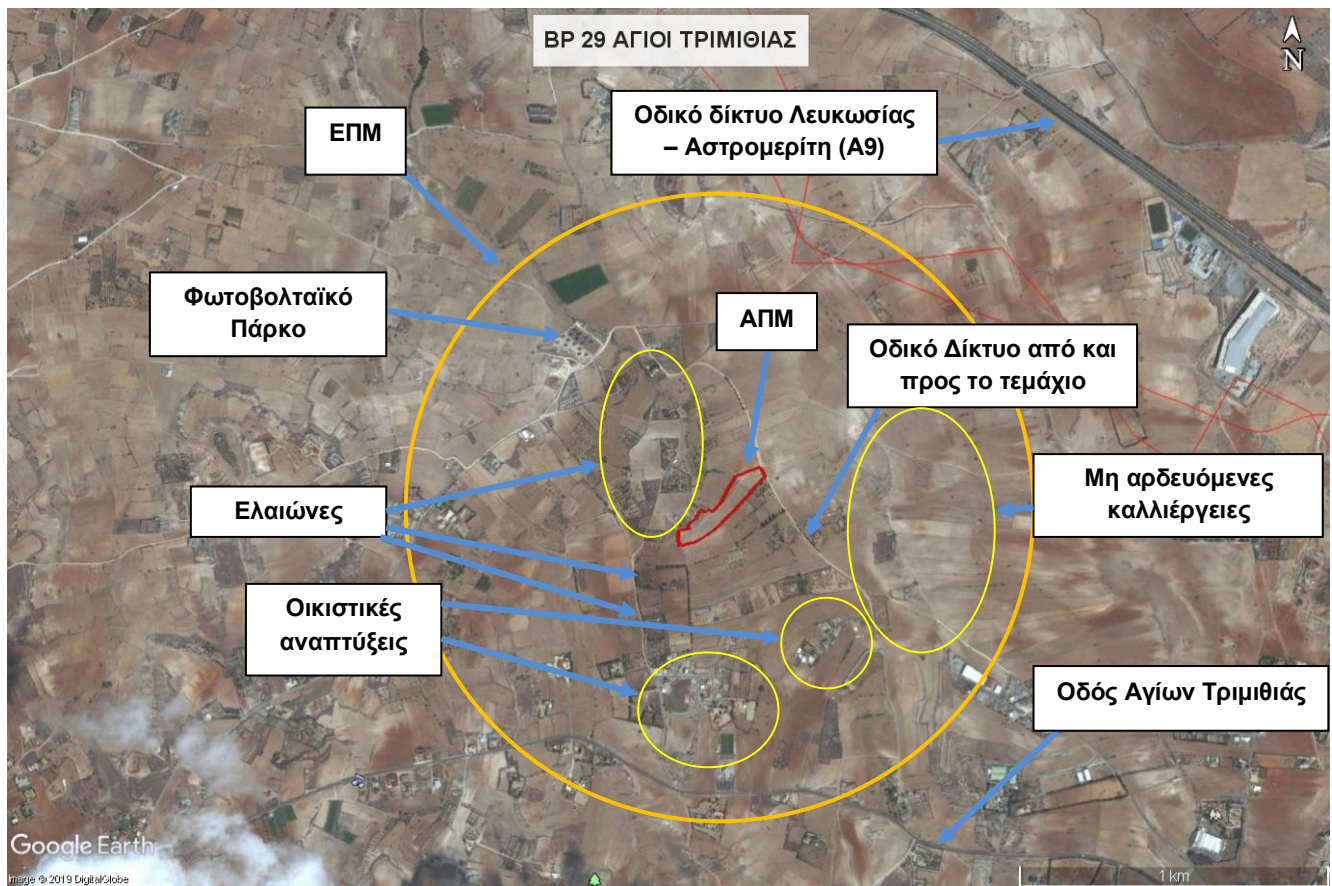 BP 29 ΑΓΙΟΙ ΤΡΙΜΙΘΙΑΣ
N
ΕΠΜ
Οδικό δίκτυο Λευκωσίας
– Αστρομερίτη (Α9)
Φωτοβολταϊκό
Πάρκο
ΑΠΜ
Οδικό Δίκτυο από και
προς το τεμάχιο
Ελαιώνες
Μη αρδευόμενες
καλλιέργειες
Οικιστικές
αναπτύξεις
Οδός Αγίων Τριμιθιάς
Google Earth
Image © 2019 DigitalGlobe
1 km